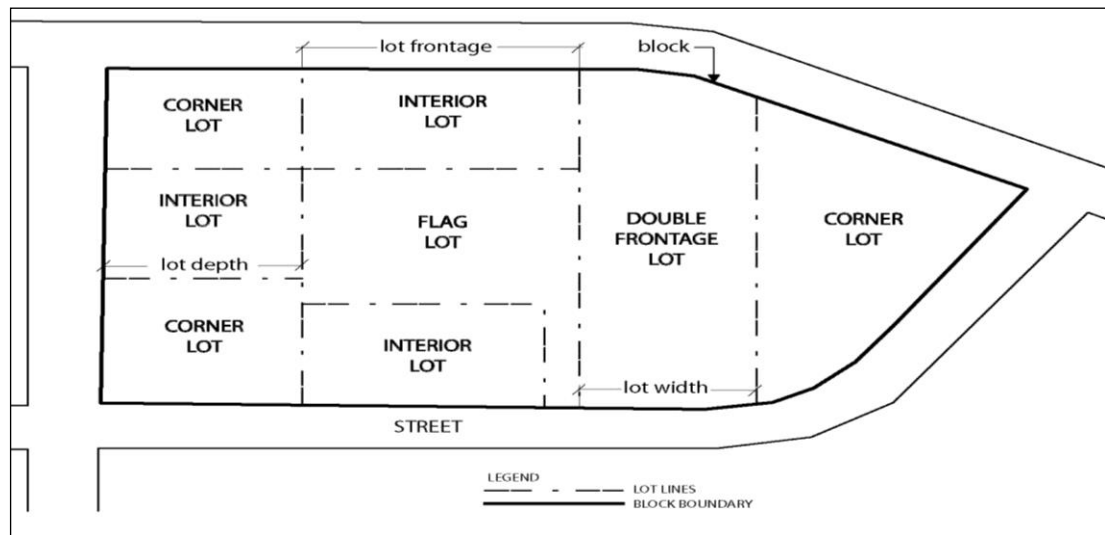 lot frontage
block
CORNER
LOT
INTERIOR
LOT
INTERIOR
LOT
FLAG
LOT
DOUBLE
FRONTAGE
LOT
CORNER
LOT
lot depth
CORNER
LOT
INTERIOR
LOT
lot width
STREET
LEGEND
LOT LINES
BLOCK BOUNDARY